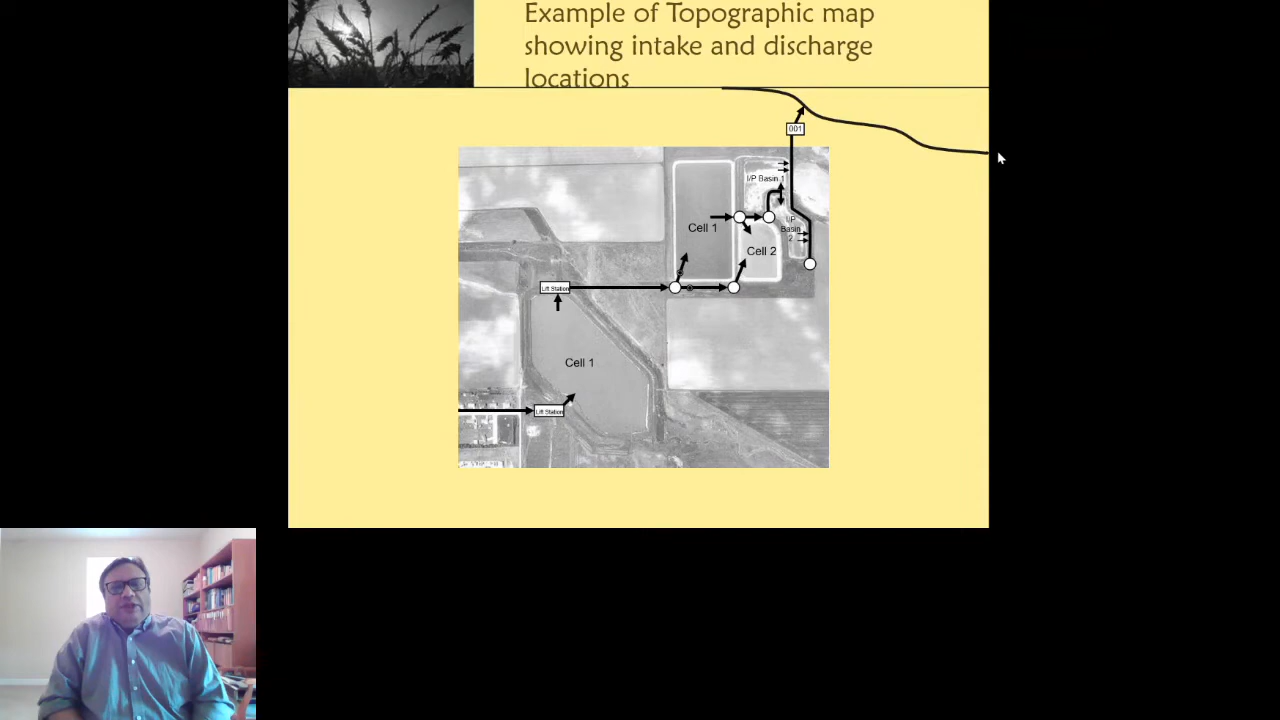 Example of Topographic map
showing intake and discharge
locations
001
I/P Basin 1
I/P
Basin
2
Cell 1
Cell 2
Lift Station
Cell 1
Lift Station